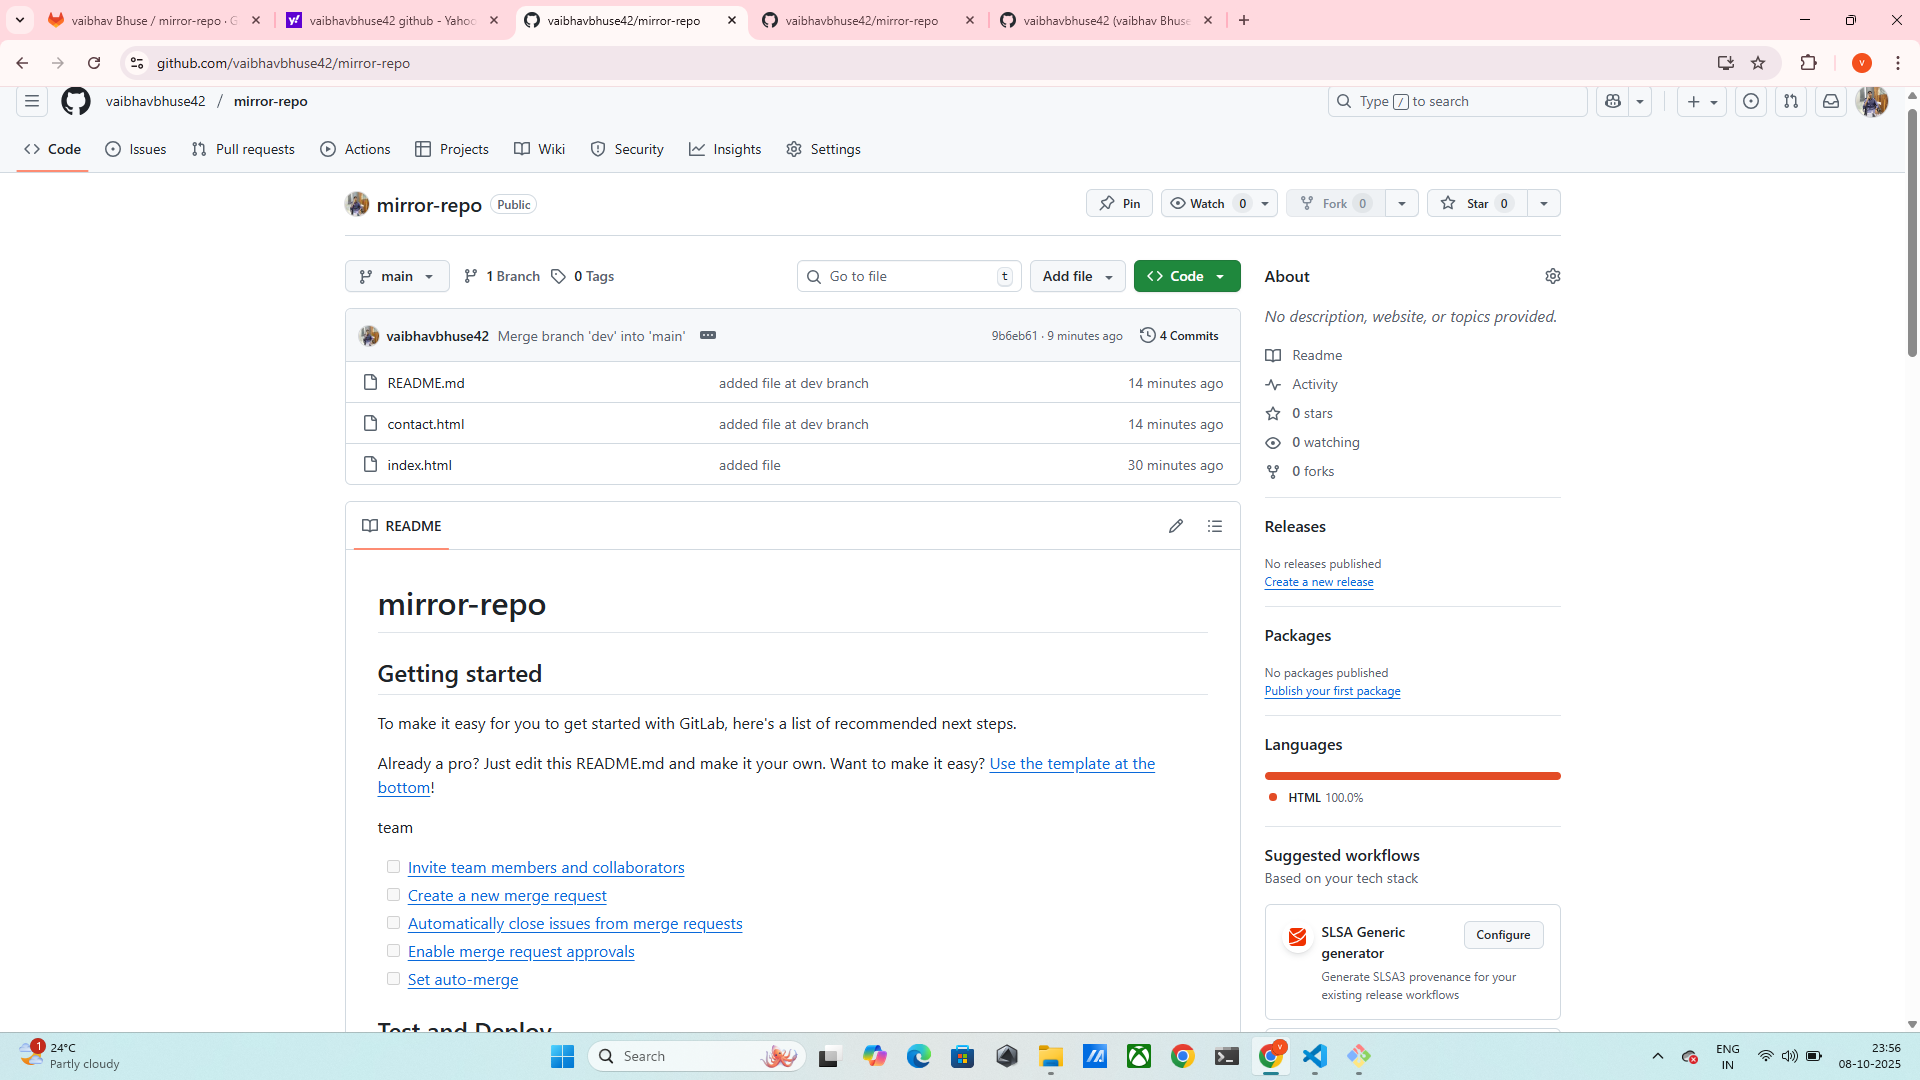 vaibhav Bhuse / mirror-repo · G
vaibhavbhuse42 github - Yahoo
vaibhavbhuse42/mirror-repo
vaibhavbhuse42/mirror-repo
vaibhavbhuse42 (vaibhav Bhuse
github.com/vaibhavbhuse42/mirror-repo
V
vaibhavbhuse42 / mirror-repo
Type / to search
Code
Issues
Pull requests
Actions
Projects
Wiki
Security
Insights
Settings
mirror-repo Public
Pin
Watch 0
Fork 0
Star 0
main
1 Branch
0 Tags
Go to file t
Add file
Code
vaibhavbhuse42 Merge branch 'dev' into 'main'
9b6eb61 · 9 minutes ago
4 Commits
README.md added file at dev branch 14 minutes ago
contact.html added file at dev branch 14 minutes ago
index.html added file 30 minutes ago
README
mirror-repo
Getting started
To make it easy for you to get started with GitLab, here's a list of recommended next steps.
Already a pro? Just edit this README.md and make it your own. Want to make it easy? Use the template at the
bottom!
team
Invite team members and collaborators
Create a new merge request
Automatically close issues from merge requests
Enable merge request approvals
Set auto-merge
Test and Deploy
About
No description, website, or topics provided.
Readme
Activity
0 stars
0 watching
0 forks
Releases
No releases published
Create a new release
Packages
No packages published
Publish your first package
Languages
HTML 100.0%
Suggested workflows
Based on your tech stack
SLSA Generic
generator
Configure
Generate SLSA3 provenance for your
existing release workflows
1
24°C
Partly cloudy
Search
V
ENG
IN
23:56
08-10-2025